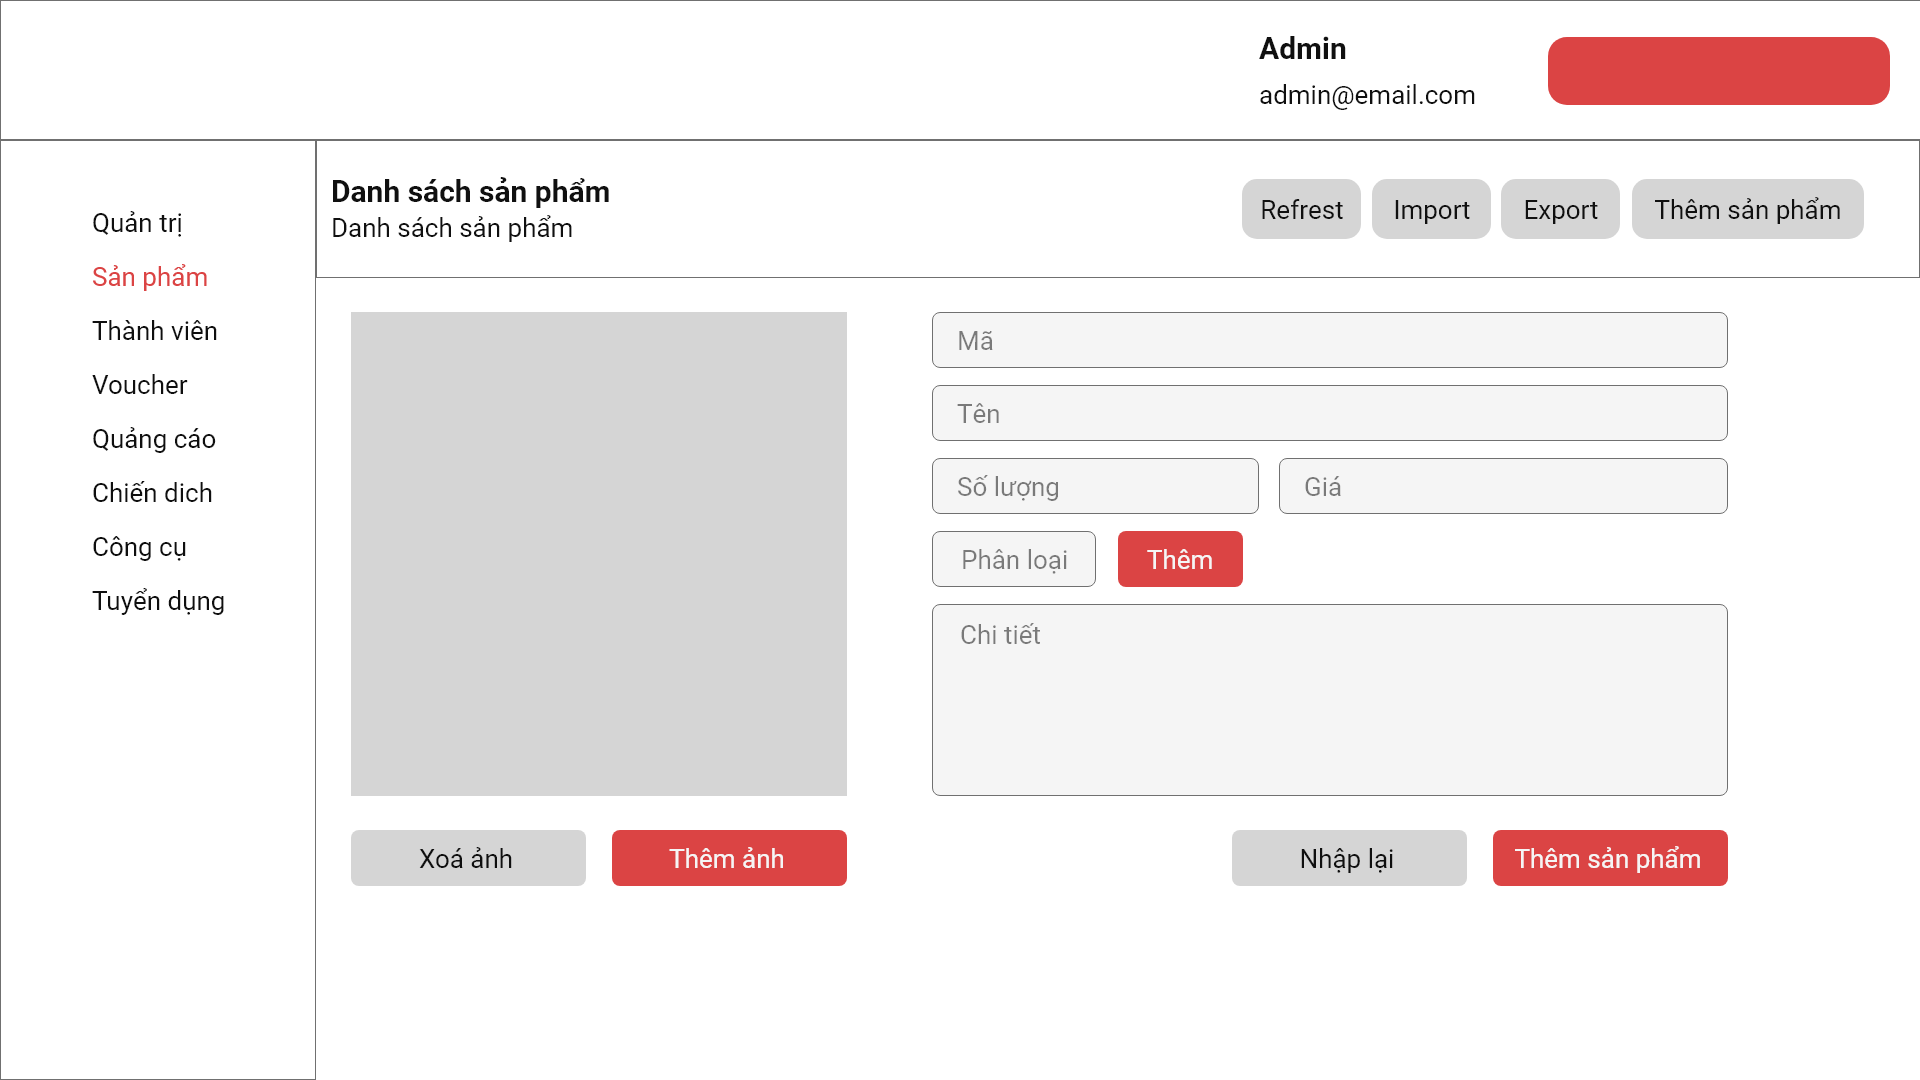 Admin
admin@email.com
Danh sách sản phẩm
Danh sách sản phẩm
Refrest
Import
Export
Thêm sản phẩm
Quản trị
Sản phẩm
Thành viên
Voucher
Quảng cáo
Chiến dich
Công cụ
Tuyển dụng
Mã
Tên
Số lượng
Giá
Phân loại
Thêm
Chi tiết
Xoá ảnh
Thêm ảnh
Nhập lại
Thêm sản phẩm